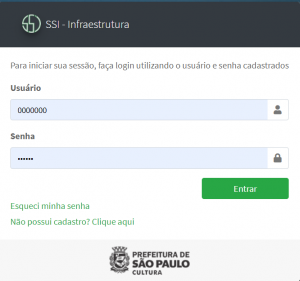 SSI - Infraestrutura
Para iniciar sua sessão, faça login utilizando o usuário e senha cadastrados
Usuário
0000000
Senha
••••••
Entrar
Esqueci minha senha
Não possui cadastro? Clique aqui
PREFEITURA DE
SÃO PAULO
CULTURA